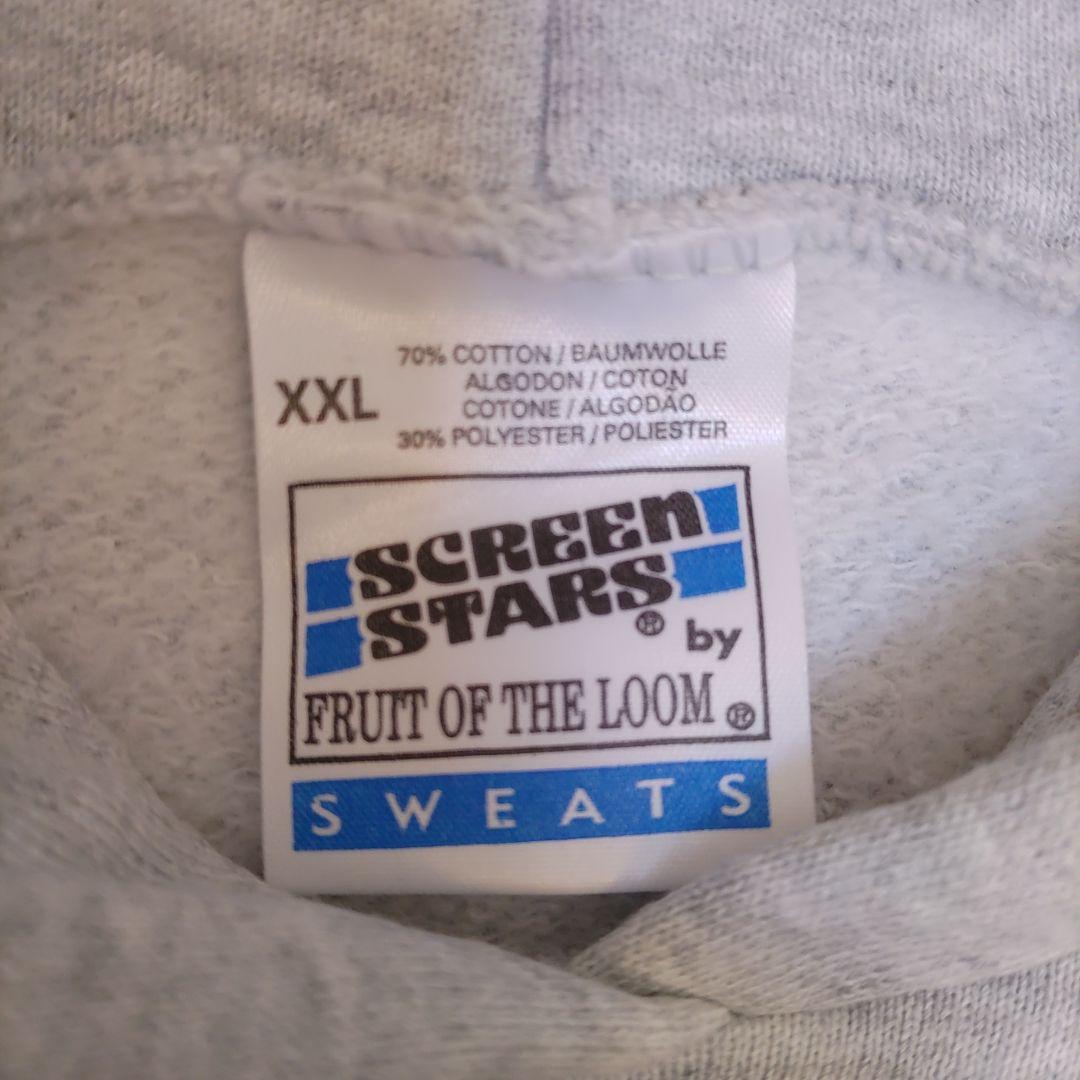 XXL
70% COTTON / BAUMWOLLE
ALGODON / COTON
COTONE / ALGODÃO
30% POLYESTER / POLIESTER
SCREEN
STARS® by
FRUIT OF THE LOOM®
SWEATS